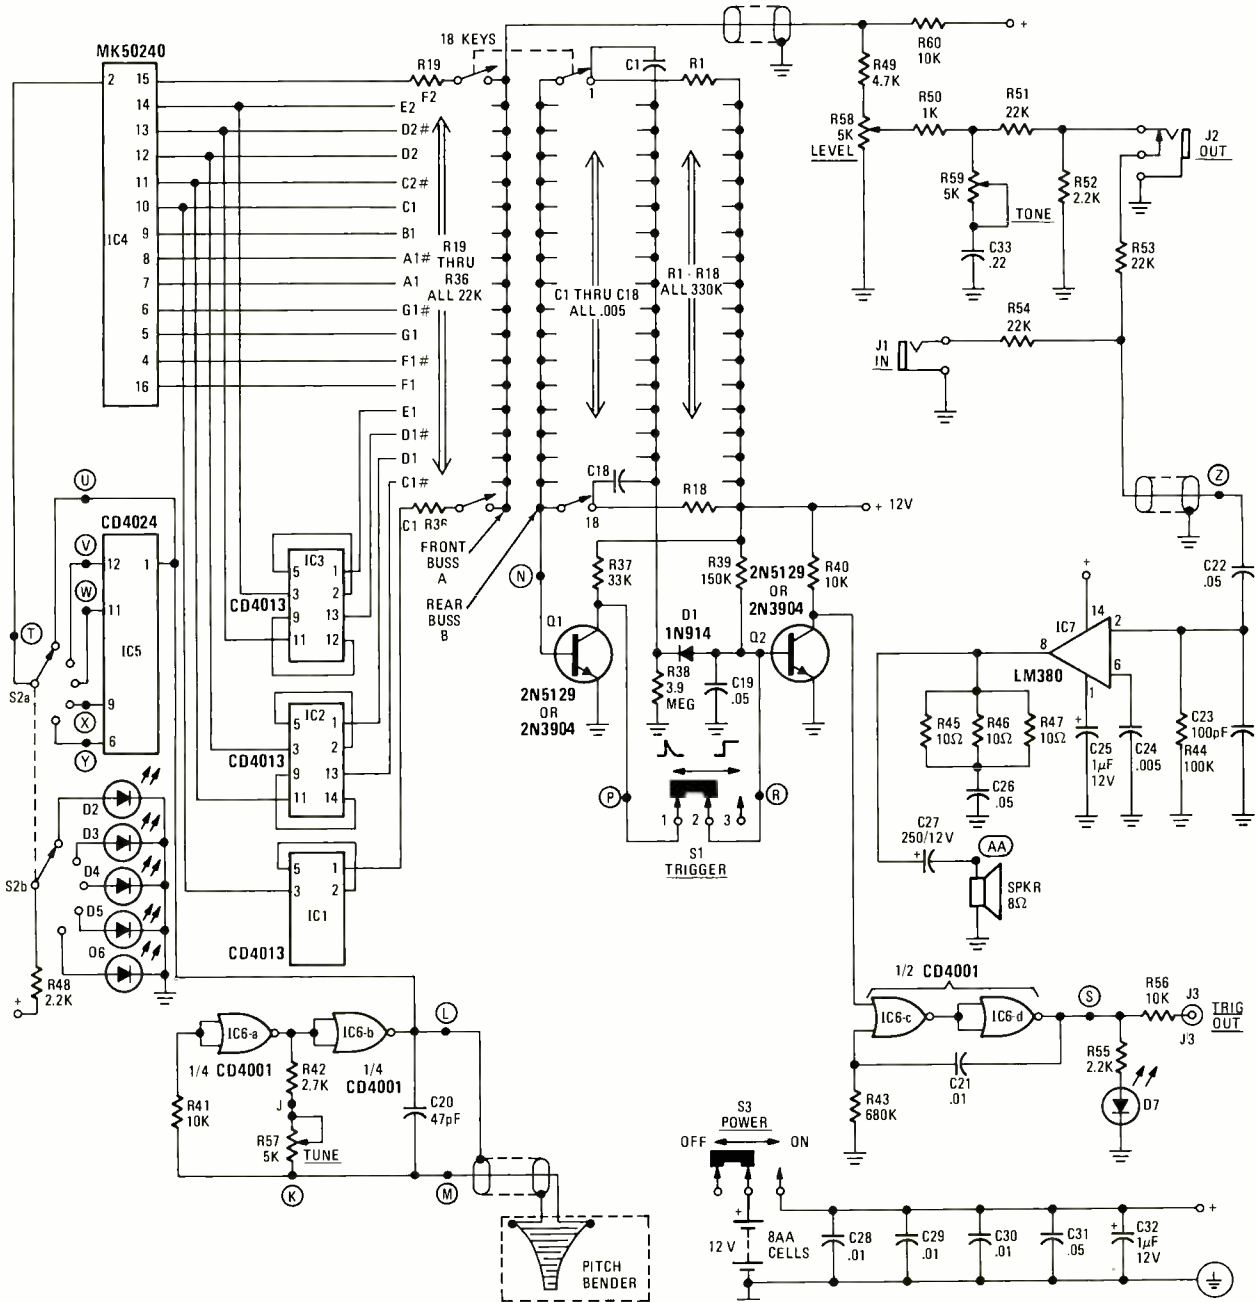 MK50240
2
15
14
13
12
11
10
9
8
7
6
5
4
16
IC4
R19
F2
18 KEYS
E2
D2#
D2
C2#
C1
B1
A1#
A1
G1#
G1
F1#
F1
E1
D1#
D1
C1#
C1 R36
R19
THRU
R36
ALL 22K
1
C1
R1
C1 THRU C18
ALL .005
R1 - R18
ALL 330K
C18
18
R18
+ 12V
FRONT
BUSS
A
REAR
BUSS
B
R60
10K
+
R49
4.7K
R58
5K
LEVEL
R50
1K
R51
22K
R59
5K
TONE
C33
.22
R52
2.2K
J2
OUT
R53
22K
R54
22K
J1
IN
Z
C22
.05
U
CD4024
V
12
1
W
11
T
IC5
S2a
9
X
6
Y
D2
D3
D4
D5
O6
S2b
R48
2.2K
+
IC3
CD4013
5
1
3
2
9
13
11
12
IC2
CD4013
5
1
3
2
9
13
11
14
5
1
3
2
IC1
CD4013
N
R37
33K
R39
150K
2N5129
OR
2N3904
R40
10K
Q1
2N5129
OR
2N3904
D1
1N914
Q2
R38
3.9
MEG
C19
.05
P
R
1
2
3
S1
TRIGGER
+
14
2
IC7
8
LM380
6
1
R45
10Ω
R46
10Ω
R47
10Ω
C26
.05
+
C25
1µF
12V
C24
.005
C23
100pF
R44
100K
C27
250/12V
+
AA
SPKR
8Ω
1/2 CD4001
IC6-c
IC6-d
S
R56
10K
J3
J3
TRIG
OUT
R55
2.2K
D7
C21
.01
R43
680K
IC6-a
1/4 CD4001
IC6-b
1/4
CD4001
L
R41
10K
R42
2.7K
J
R57
5K
TUNE
K
C20
47pF
M
PITCH
BENDER
S3
POWER
OFF
ON
+
12 V
8AA
CELLS
C28
.01
C29
.01
C30
.01
C31
.05
+
C32
1µF
12V
+